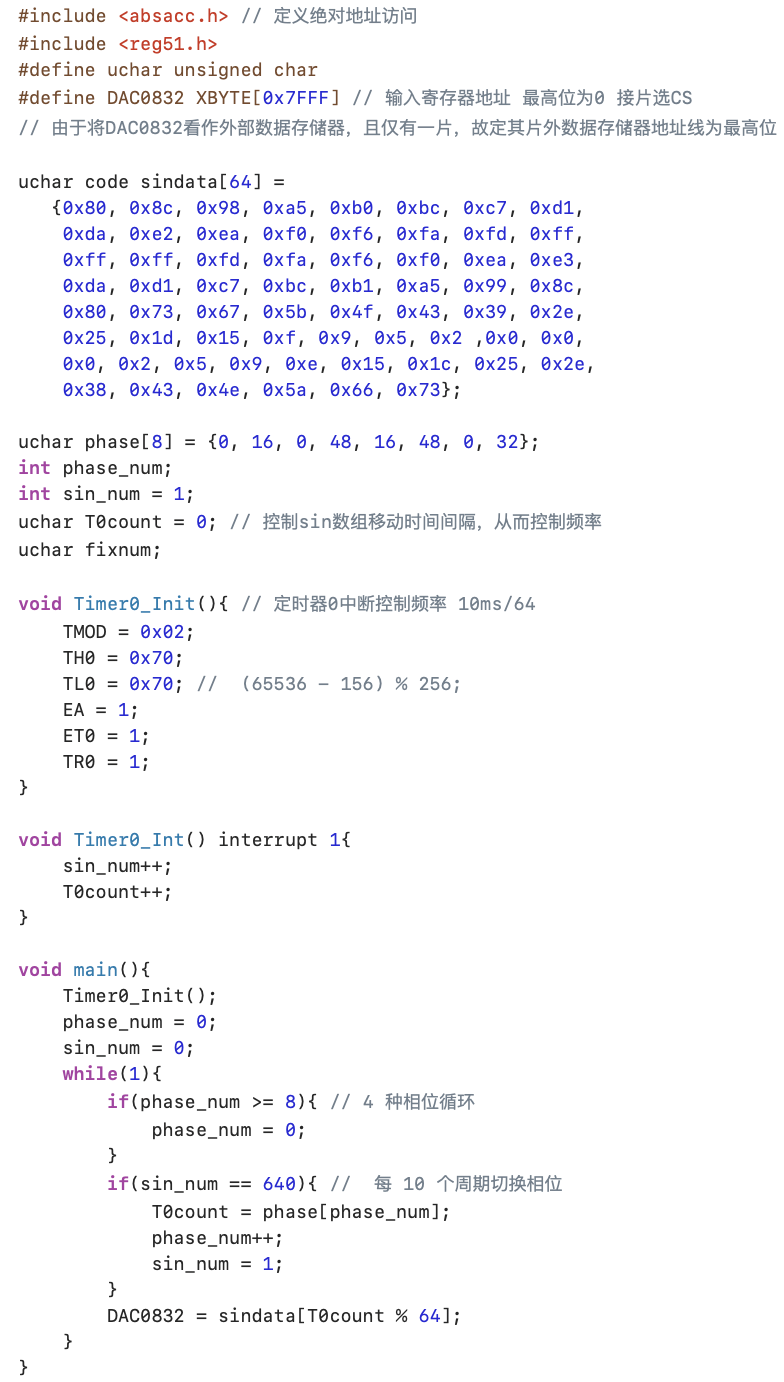 #include <absacc.h> // 定义绝对地址访问
#include <reg51.h>
#define uchar unsigned char
#define DAC0832 XBYTE[0x7FFF] // 输入寄存器地址 最高位为0 接片选CS
// 由于将DAC0832看作外部数据存储器，且仅有一片，故定其片外数据存储器地址线为最高位

uchar code sindata[64] =
   {0x80, 0x8c, 0x98, 0xa5, 0xb0, 0xbc, 0xc7, 0xd1,
    0xda, 0xe2, 0xea, 0xf0, 0xf6, 0xfa, 0xfd, 0xff,
    0xff, 0xff, 0xfd, 0xfa, 0xf6, 0xf0, 0xea, 0xe3,
    0xda, 0xd1, 0xc7, 0xbc, 0xb1, 0xa5, 0x99, 0x8c,
    0x80, 0x73, 0x67, 0x5b, 0x4f, 0x43, 0x39, 0x2e,
    0x25, 0x1d, 0x15, 0xf, 0x9, 0x5, 0x2 ,0x0, 0x0,
    0x0, 0x2, 0x5, 0x9, 0xe, 0x15, 0x1c, 0x25, 0x2e,
    0x38, 0x43, 0x4e, 0x5a, 0x66, 0x73};

uchar phase[8] = {0, 16, 0, 48, 16, 48, 0, 32};
int phase_num;
int sin_num = 1;
uchar T0count = 0; // 控制sin数组移动时间间隔，从而控制频率
uchar fixnum;

void Timer0_Init(){ // 定时器0中断控制频率 10ms/64
    TMOD = 0x02;
    TH0 = 0x70;
    TL0 = 0x70; //  (65536 - 156) % 256;
    EA = 1;
    ET0 = 1;
    TR0 = 1;
}

void Timer0_Int() interrupt 1{
    sin_num++;
    T0count++;
}

void main(){
    Timer0_Init();
    phase_num = 0;
    sin_num = 0;
    while(1){
        if(phase_num >= 8){ // 4 种相位循环
            phase_num = 0;
        }
        if(sin_num == 640){ //  每 10 个周期切换相位
            T0count = phase[phase_num];
            phase_num++;
            sin_num = 1;
        }
        DAC0832 = sindata[T0count % 64];
    }
}